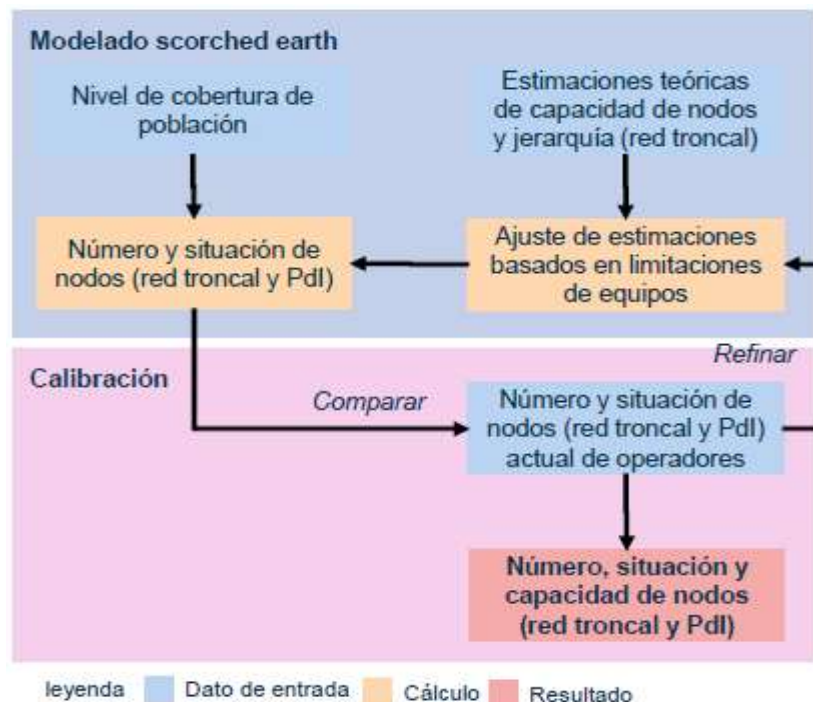 Modelado scorched earth
Nivel de cobertura de
población
Estimaciones teóricas
de capacidad de nodos
y jerarquía (red troncal)
Número y situación de
nodos (red troncal y PdI)
Ajuste de estimaciones
basados en limitaciones
de equipos
Refinar
Calibración
Comparar
Número y situación de
nodos (red troncal y PdI)
actual de operadores
Número, situación y
capacidad de nodos
(red troncal y PdI)
leyenda Dato de entrada Cálculo Resultado